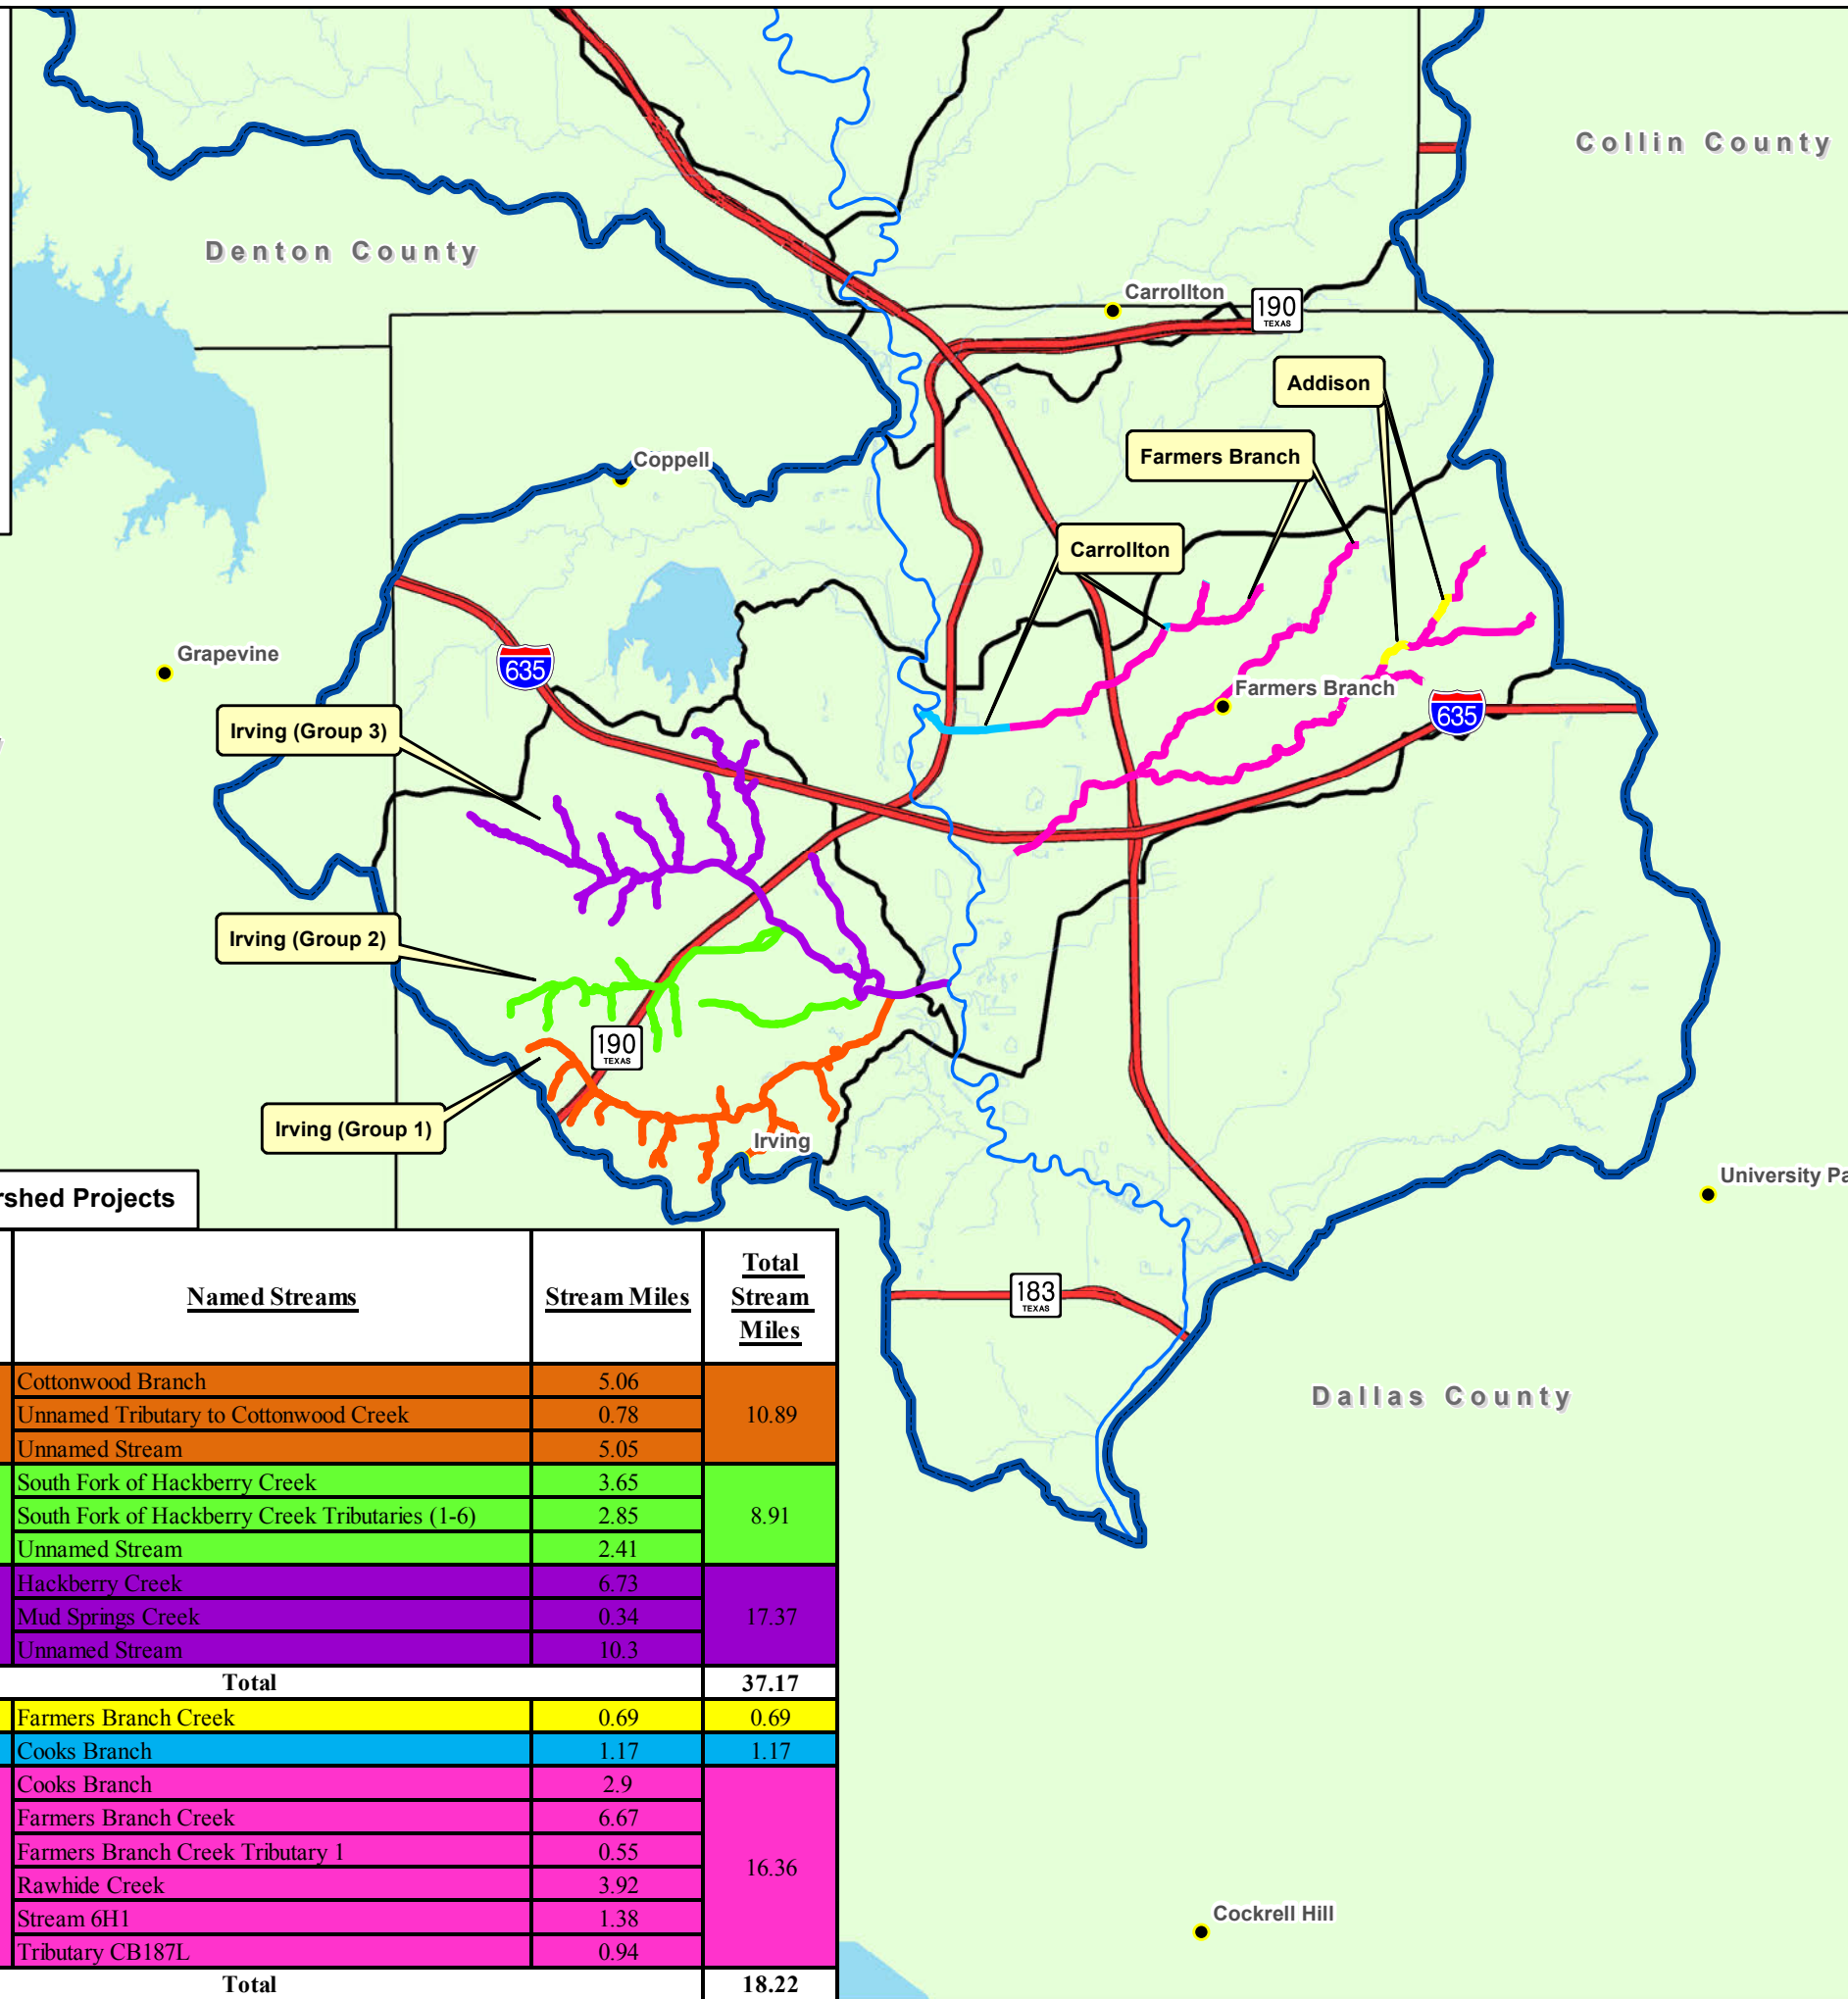 Collin County
Denton County
Carrollton
190
TEXAS
Addison
Farmers Branch
Coppell
Carrollton
Grapevine
635
Farmers Branch
635
Irving (Group 3)
Irving (Group 2)
190
TEXAS
Irving (Group 1)
Irving
University Pa
rshed Projects
183
TEXAS
Dallas County
Cockrell Hill
Named Streams Stream Miles Total Stream Miles
Cottonwood Branch 5.06
Unnamed Tributary to Cottonwood Creek 0.78 10.89
Unnamed Stream 5.05
South Fork of Hackberry Creek 3.65
South Fork of Hackberry Creek Tributaries (1-6) 2.85 8.91
Unnamed Stream 2.41
Hackberry Creek 6.73
Mud Springs Creek 0.34 17.37
Unnamed Stream 10.3
Total 37.17
Farmers Branch Creek 0.69 0.69
Cooks Branch 1.17 1.17
Cooks Branch 2.9
Farmers Branch Creek 6.67
Farmers Branch Creek Tributary 1 0.55
16.36
Rawhide Creek 3.92
Stream 6H1 1.38
Tributary CB187L 0.94
Total 18.22